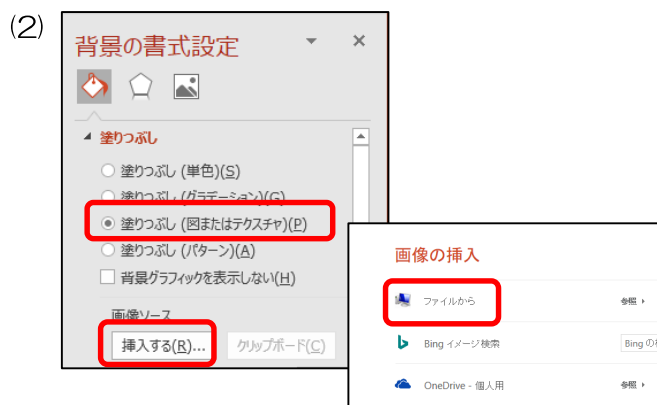 (2)
背景の書式設定
塗りつぶし
塗りつぶし (単色)(S)
塗りつぶし (グラデーション)(G)
塗りつぶし (図またはテクスチャ)(P)
塗りつぶし (パターン)(A)
背景グラフィックを表示しない(H)
画像ソース
挿入する(R)... クリップボード(C)
画像の挿入
ファイルから 参照
Bing イメージ検索 Bing の
OneDrive - 個人用 参照